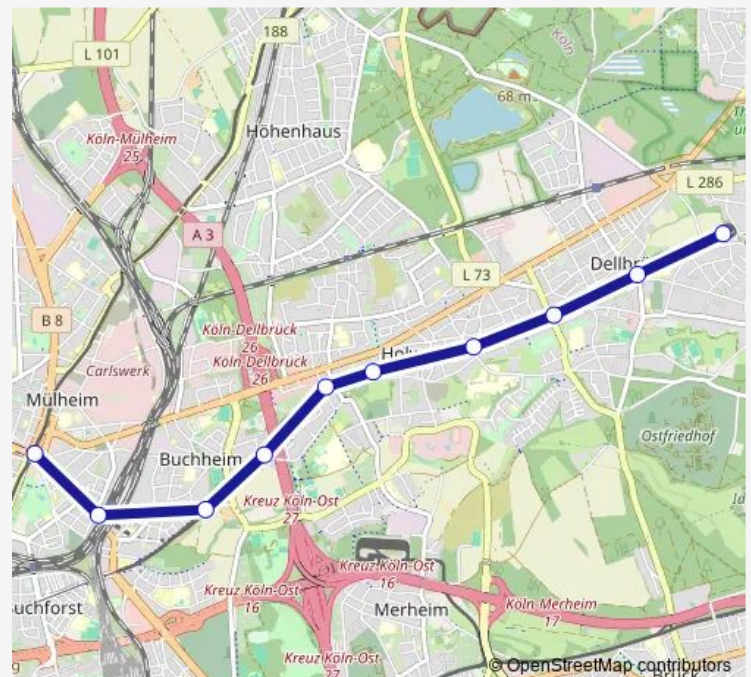 188
L 101
Köln
68 m
Höhenhaus
Köln-Mülheim
25
L 286
A 3
L 73
B 8
Köln-Dellbrück
26
Köln-Dellbrück
26
Carlswerk
Mülheim
Ostfriedhof
Buchheim
Kreuz Köln-Ost
27
Kreuz Köln-Ost
16
Kreuz Köln-Ost
16
Merheim
Köln-Merheim
17
Kreuz Köln-Ost
27
© OpenStreetMap contributors